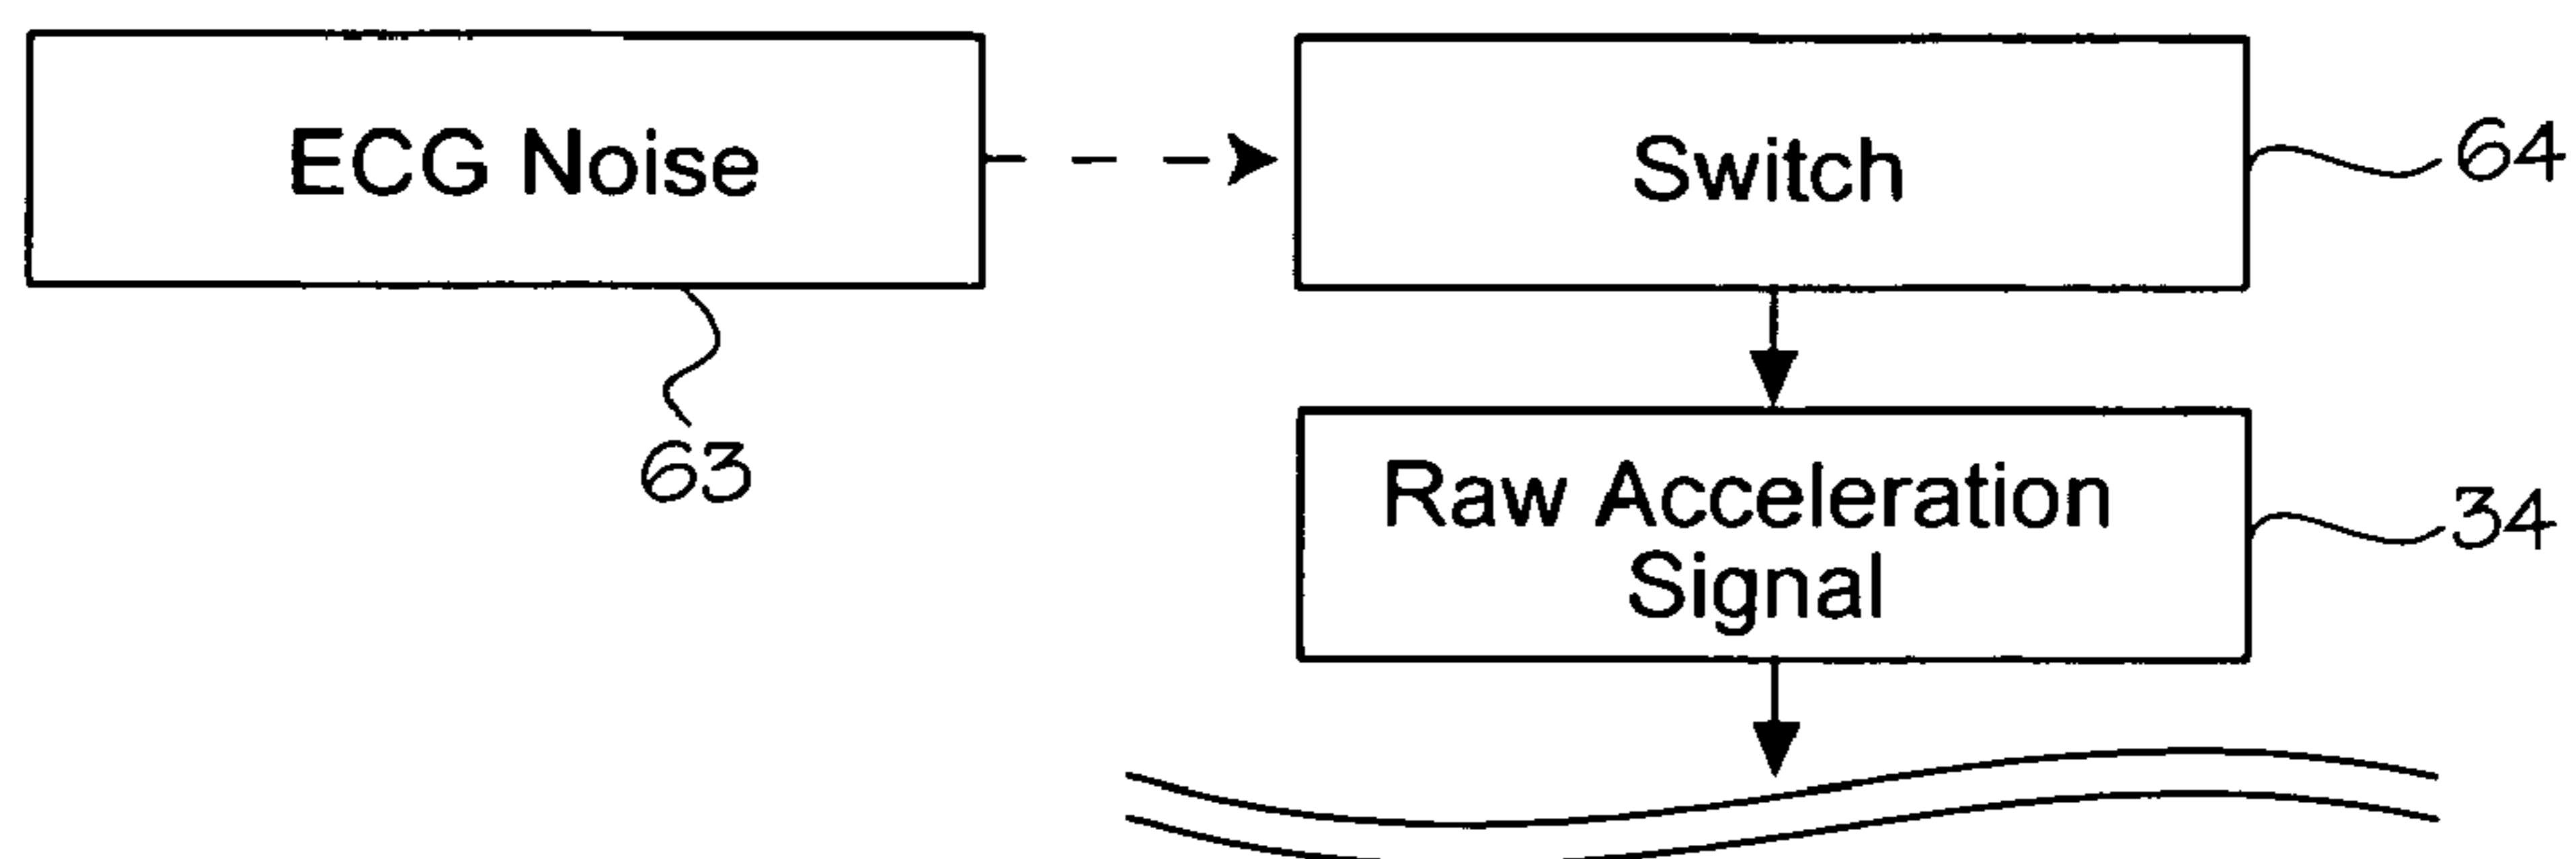 ECG Noise
Switch
64
63
Raw Acceleration
Signal
34